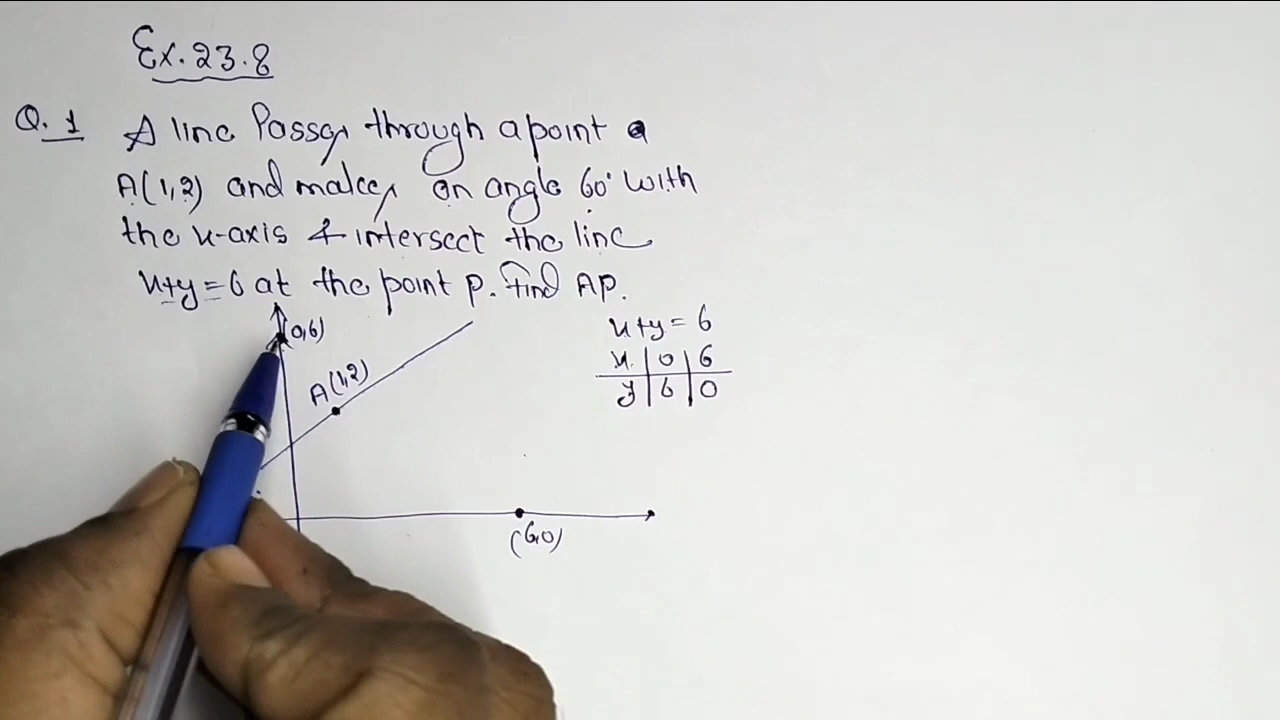 Ex. 23.8
Q. 1 A line Passes through a point
A(1,2) and makes an angle 60° with
the x-axis & intersect the line
x+y=6 at the point P. Find AP.
(0,6)
x+y=6
x 0 6
y 6 0
A(1,2)
(6,0)